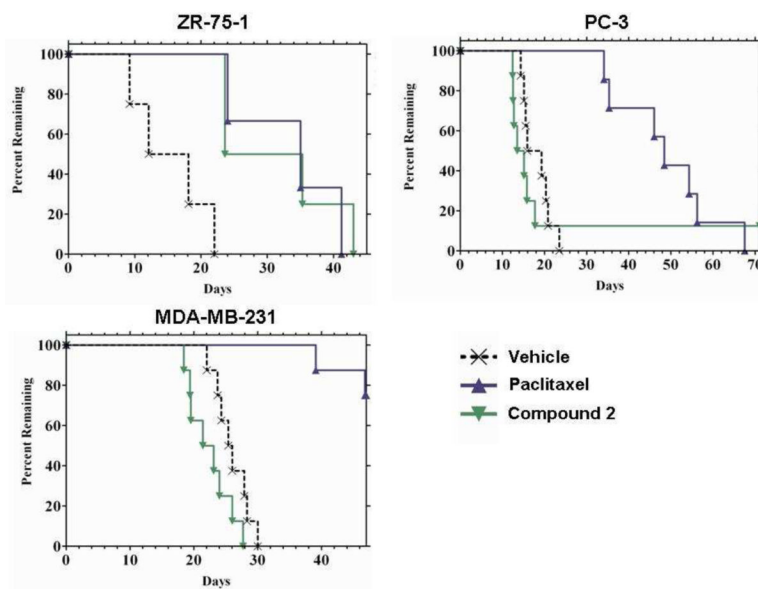 ZR-75-1
Percent Remaining
100
80
60
40
20
0
0 10 20 30 40
Days
PC-3
Percent Remaining
100
80
60
40
20
0
0 10 20 30 40 50 60 70
Days
MDA-MB-231
Percent Remaining
100
80
60
40
20
0
0 20 30 40
Days
Vehicle
Paclitaxel
Compound 2